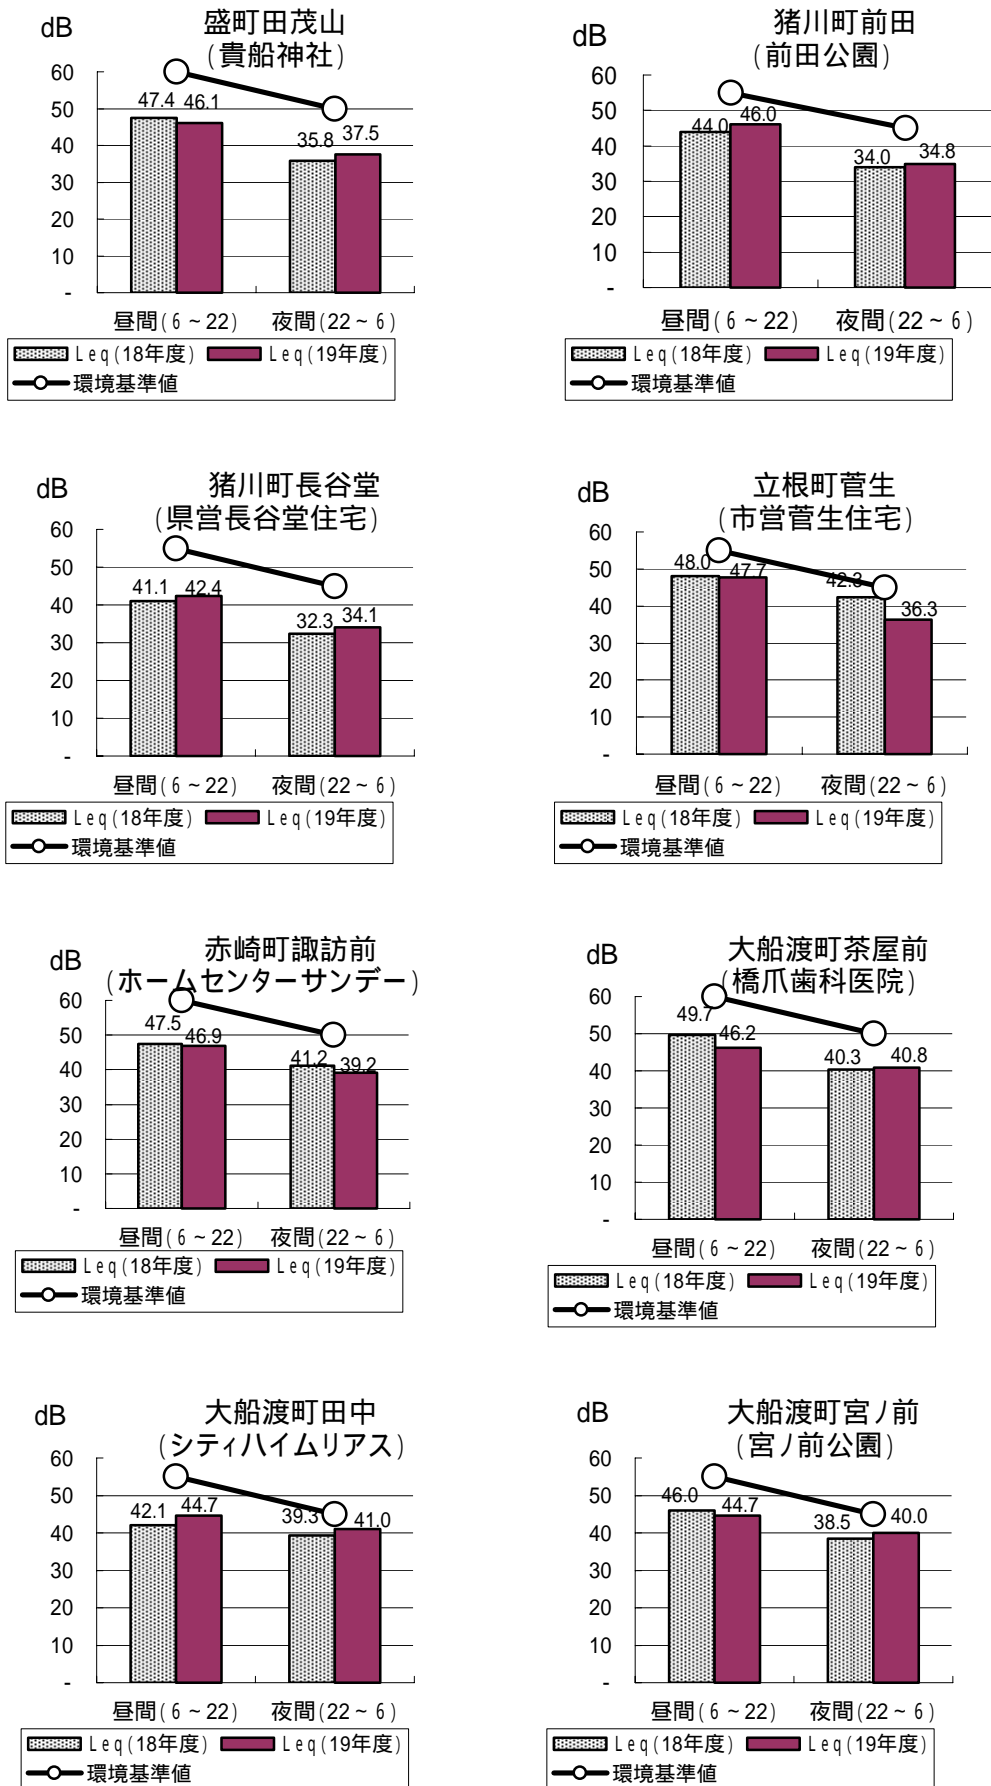 盛町田茂山
(貴船神社)
dB
60
50
40
30
20
10
-
47.4
46.1
35.8
37.5
昼間(6~22)
夜間(22~6)
Leq(18年度)
Leq(19年度)
環境基準値
猪川町前田
(前田公園)
dB
60
50
40
30
20
10
-
44.0
46.0
34.0
34.8
昼間(6~22)
夜間(22~6)
Leq(18年度)
Leq(19年度)
環境基準値
猪川町長谷堂
(県営長谷堂住宅)
dB
60
50
40
30
20
10
-
41.1
42.4
32.3
34.1
昼間(6~22)
夜間(22~6)
Leq(18年度)
Leq(19年度)
環境基準値
立根町菅生
(市営菅生住宅)
dB
60
50
40
30
20
10
-
48.0
47.7
42.3
36.3
昼間(6~22)
夜間(22~6)
Leq(18年度)
Leq(19年度)
環境基準値
赤崎町諏訪前
(ホームセンターサンデー)
dB
60
50
40
30
20
10
-
47.5
46.9
41.2
39.2
昼間(6~22)
夜間(22~6)
Leq(18年度)
Leq(19年度)
環境基準値
大船渡町茶屋前
(橋爪歯科医院)
dB
60
50
40
30
20
10
-
49.7
46.2
40.3
40.8
昼間(6~22)
夜間(22~6)
Leq(18年度)
Leq(19年度)
環境基準値
大船渡町田中
(シティハイムリアス)
dB
60
50
40
30
20
10
-
42.1
44.7
39.3
41.0
昼間(6~22)
夜間(22~6)
Leq(18年度)
Leq(19年度)
環境基準値
大船渡町宮ノ前
(宮ノ前公園)
dB
60
50
40
30
20
10
-
46.0
44.7
38.5
40.0
昼間(6~22)
夜間(22~6)
Leq(18年度)
Leq(19年度)
環境基準値